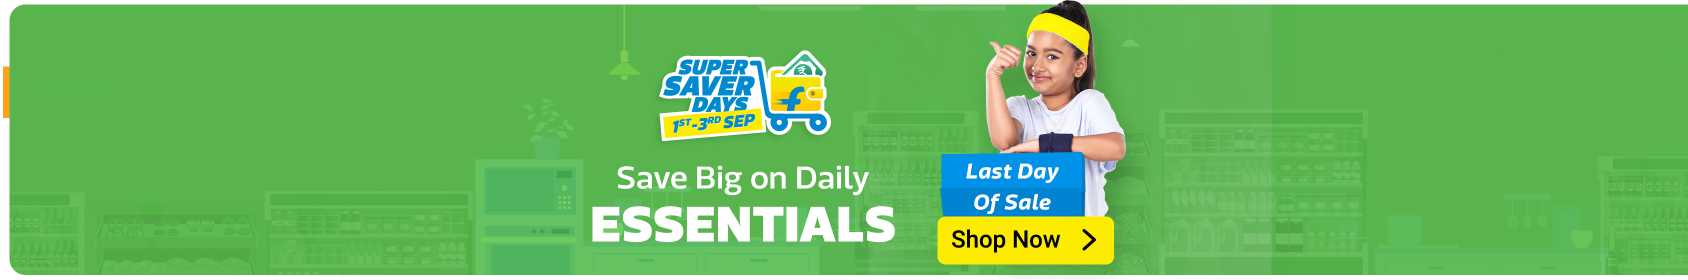 SUPER
SAVER
DAYS
1ST-3RD SEP
Save Big on Daily
ESSENTIALS
Last Day
Of Sale
Shop Now